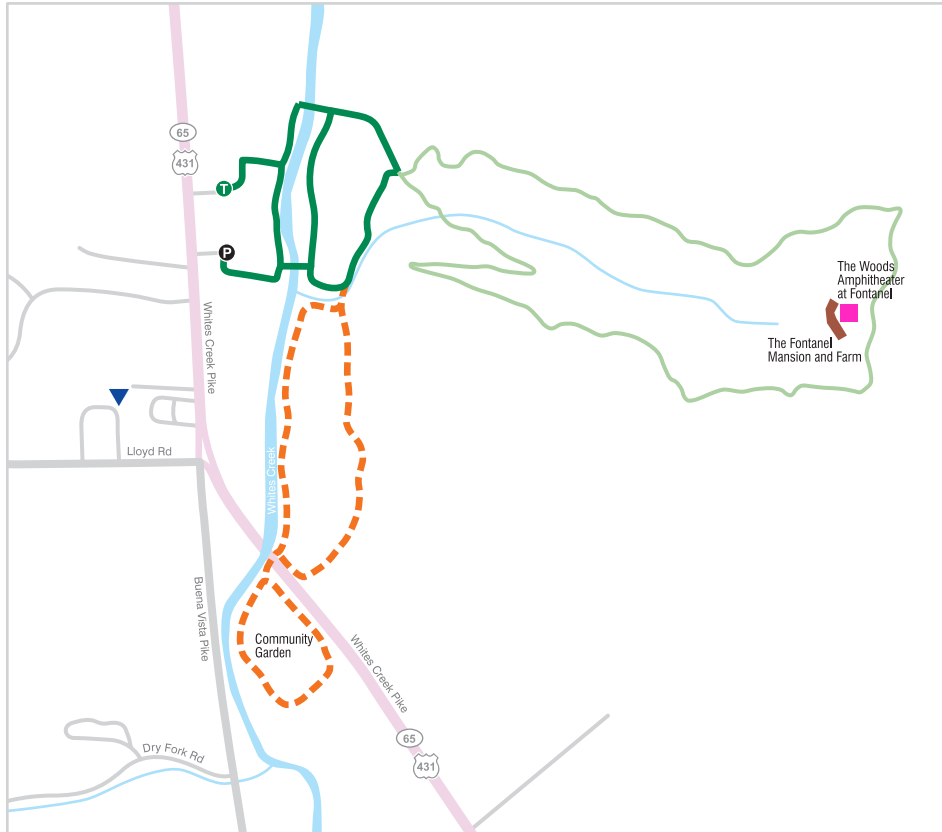 65
431
T
P
The Woods
Amphitheater
at Fontanel
The Fontanel
Mansion and Farm
Whites Creek Pike
Lloyd Rd
Whites Creek
Buena Vista Pike
Community
Garden
Whites Creek Pike
Dry Fork Rd
65
431